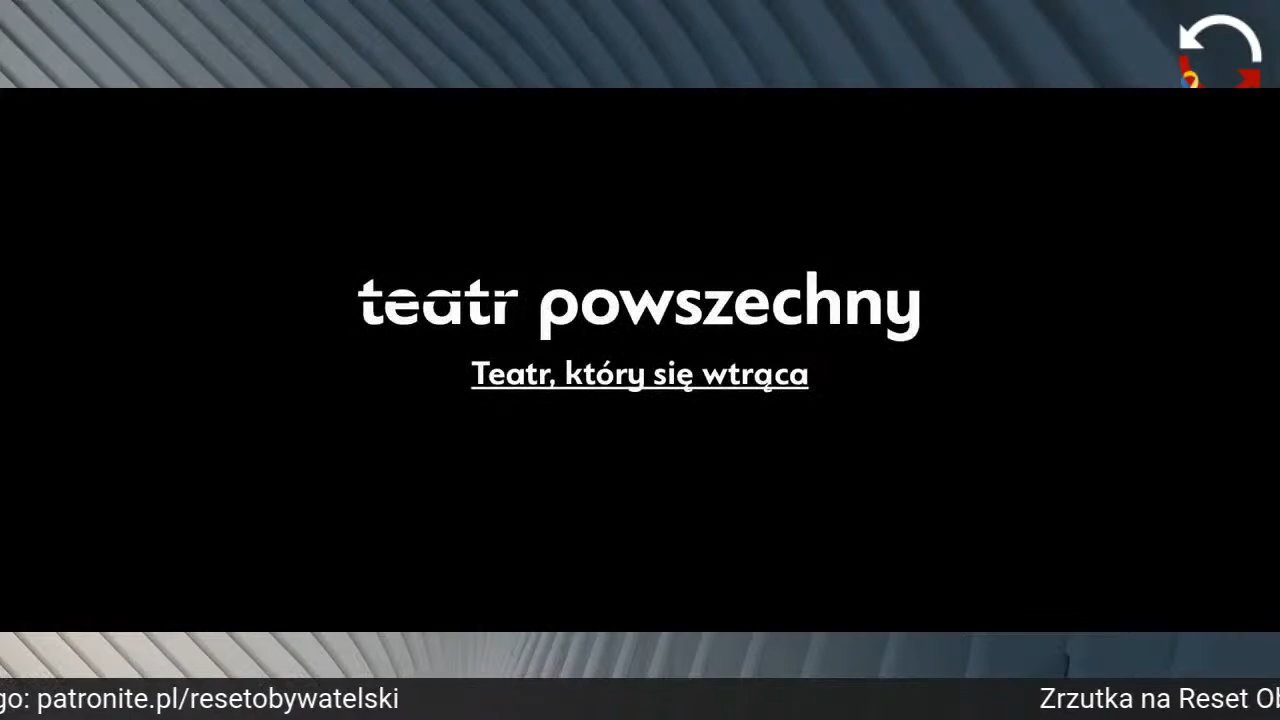 teatr powszechny
Teatr, który się wtrąca
go: patronite.pl/resetobywatelski
Zrzutka na Reset